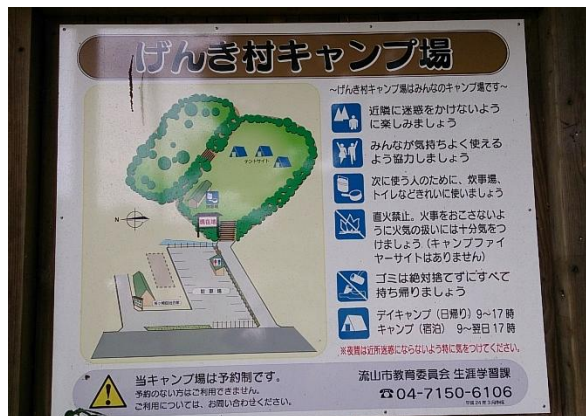 げんき村キャンプ場
～げんき村キャンプ場はみんなのキャンプ場です～
近隣に迷惑をかけないよう
に楽しみましょう
みんなが気持ちよく使える
よう協力しましょう
次に使う人のために、炊事場、
トイレなどきれいに使いましょう
直火禁止。火事をおこさないよ
うに火気の扱いには十分気をつ
けましょう（キャンプファイ
ヤーサイトはありません）
ゴミは絶対捨てずにすべて
持ち帰りましょう
デイキャンプ（日帰り）9～17時
キャンプ（宿泊） 9～翌日17時
※夜間は近所迷惑にならないよう特に気をつけてください。
テントサイト
現在地
N
駐車場
当キャンプ場は予約制です。
予約のない方はご利用できません。
ご利用については、お問い合わせください。
流山市教育委員会 生涯学習課
☎04-7150-6106